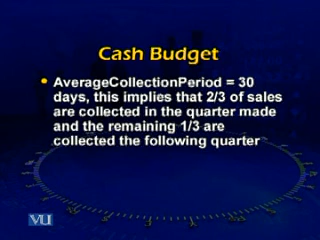 Cash Budget
• AverageCollectionPeriod = 30
days, this implies that 2/3 of sales
are collected in the quarter made
and the remaining 1/3 are
collected the following quarter
VU